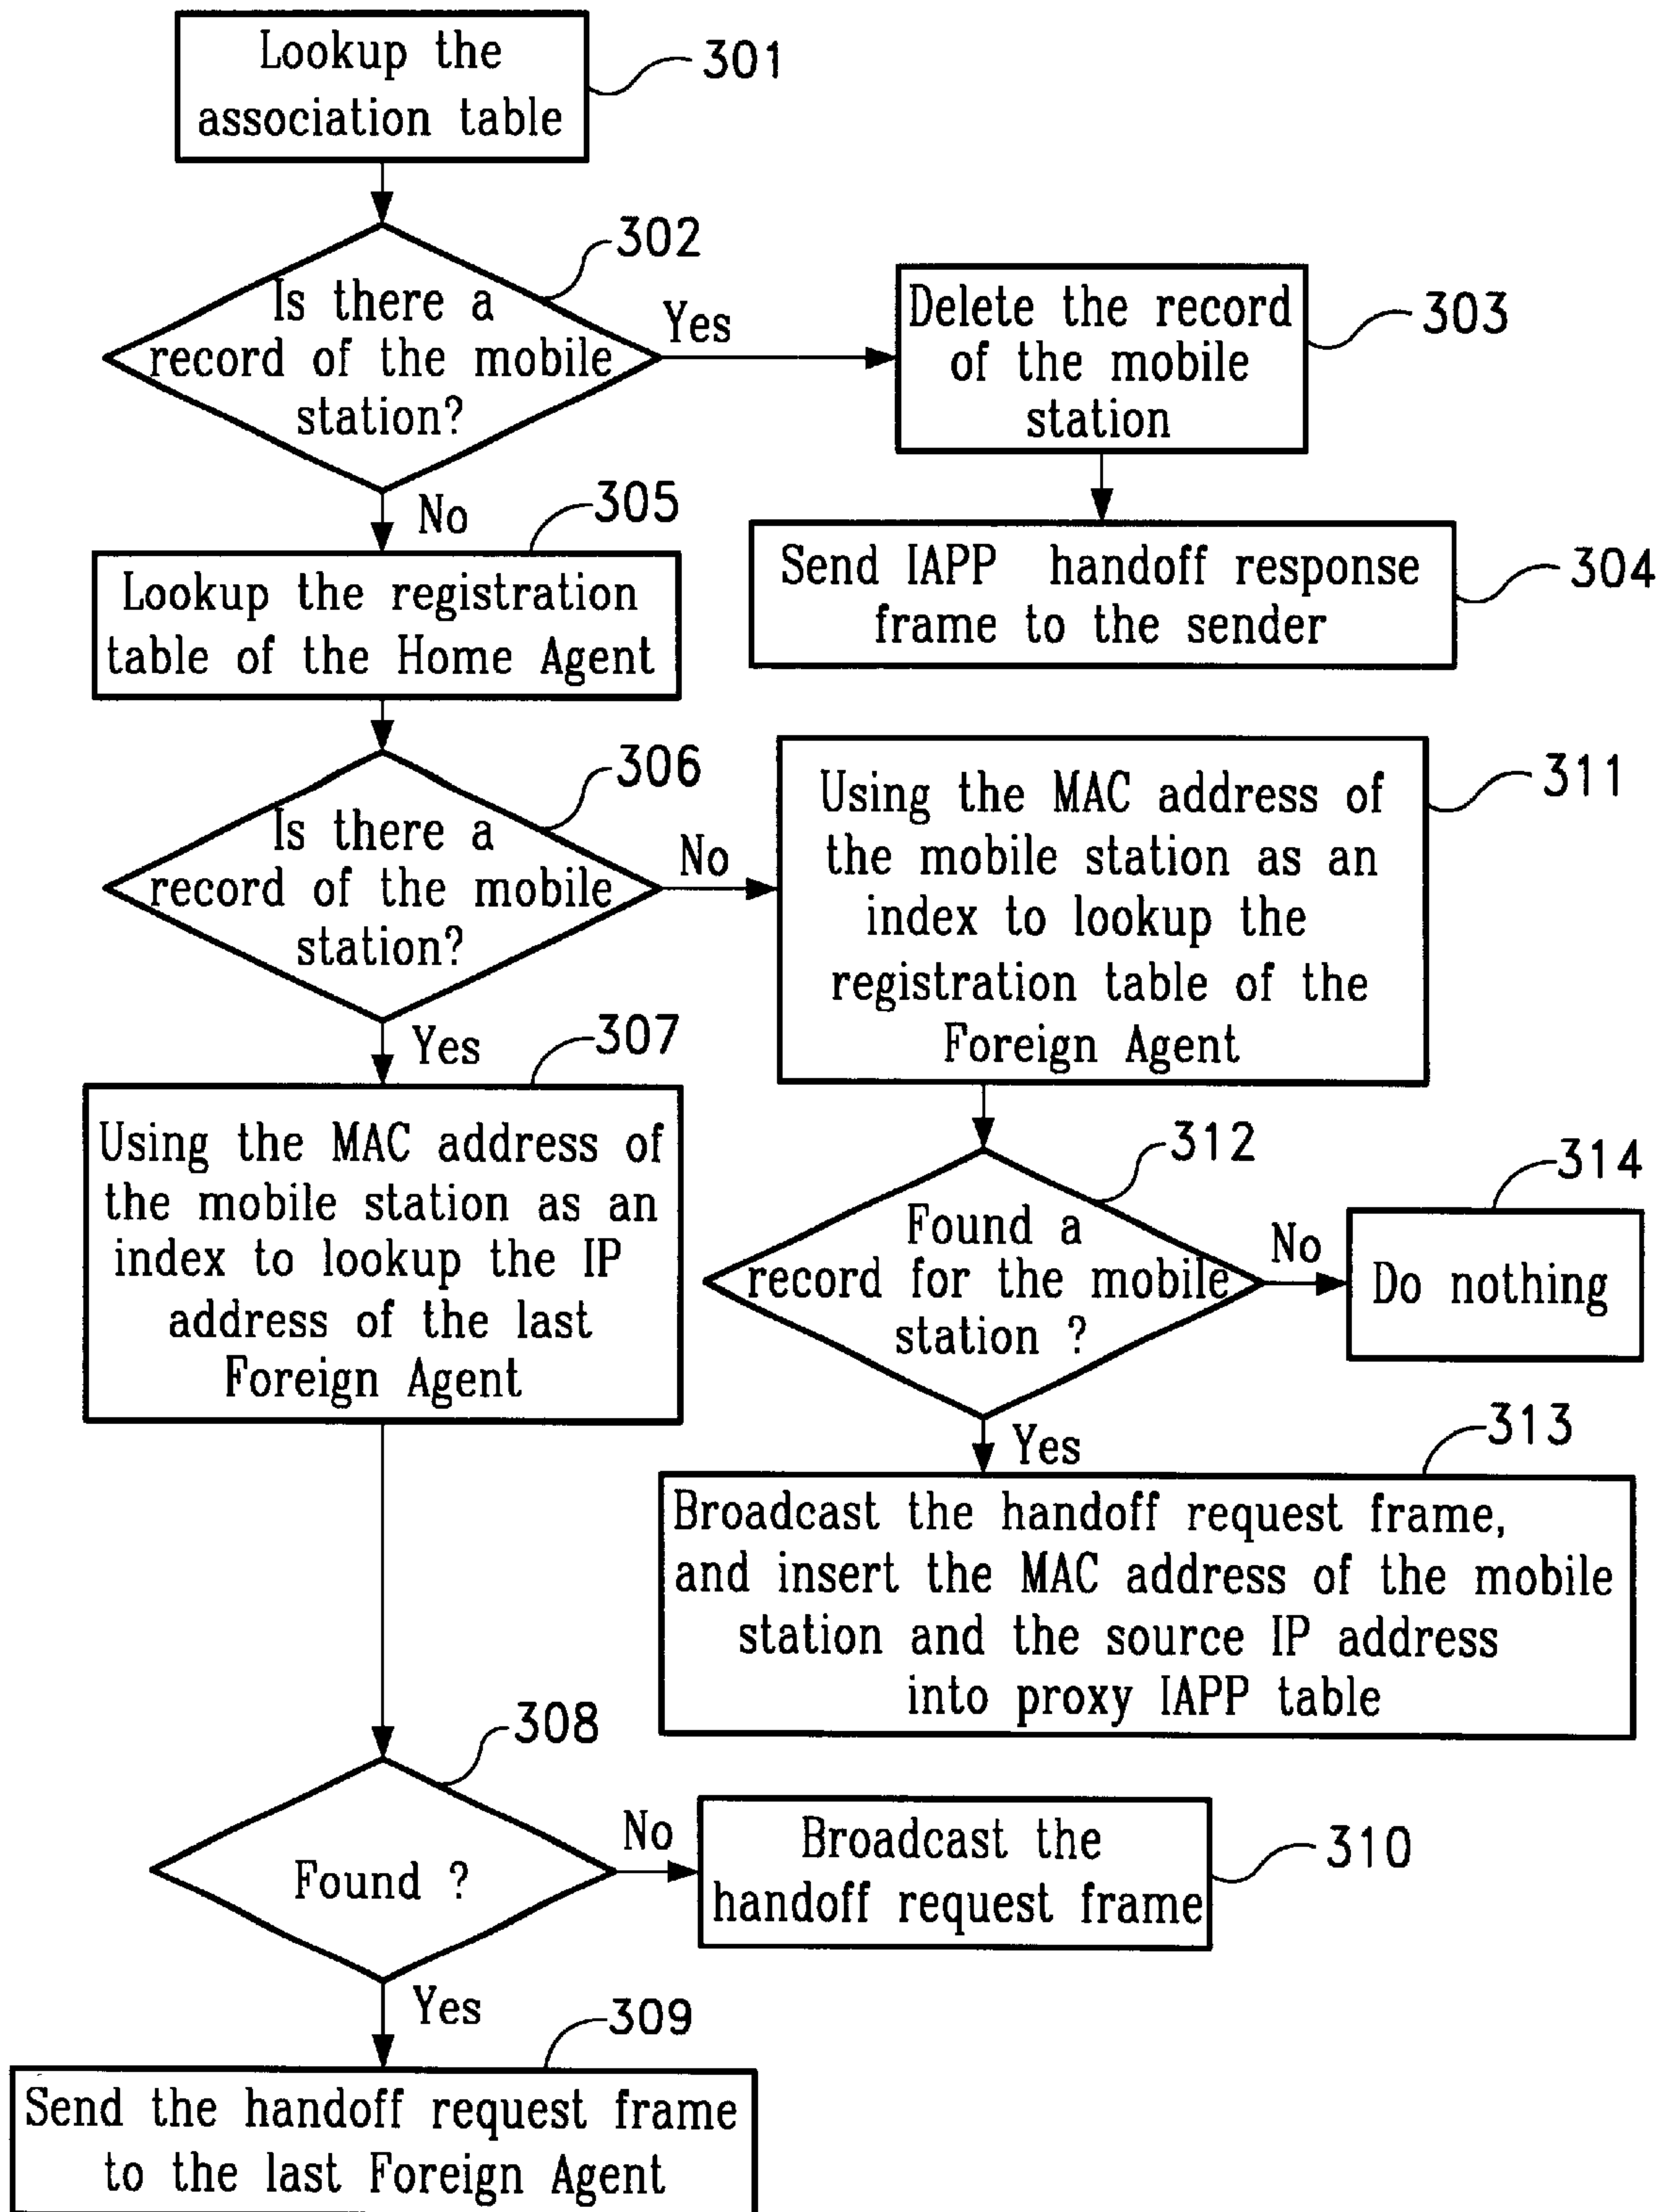 Lookup the
association table
301
302
Is there a
record of the mobile
station?
Yes
Delete the record
of the mobile
station
303
No
305
Send IAPP handoff response
frame to the sender
304
Lookup the registration
table of the Home Agent
306
Is there a
record of the mobile
station?
No
Using the MAC address of
the mobile station as an
index to lookup the
registration table of the
Foreign Agent
311
Yes
307
Using the MAC address of
the mobile station as an
index to lookup the IP
address of the last
Foreign Agent
312
Found a
record for the mobile
station ?
No
314
Do nothing
Yes
313
Broadcast the handoff request frame,
and insert the MAC address of the mobile
station and the source IP address
into proxy IAPP table
308
Found ?
No
Broadcast the
handoff request frame
310
Yes
309
Send the handoff request frame
to the last Foreign Agent